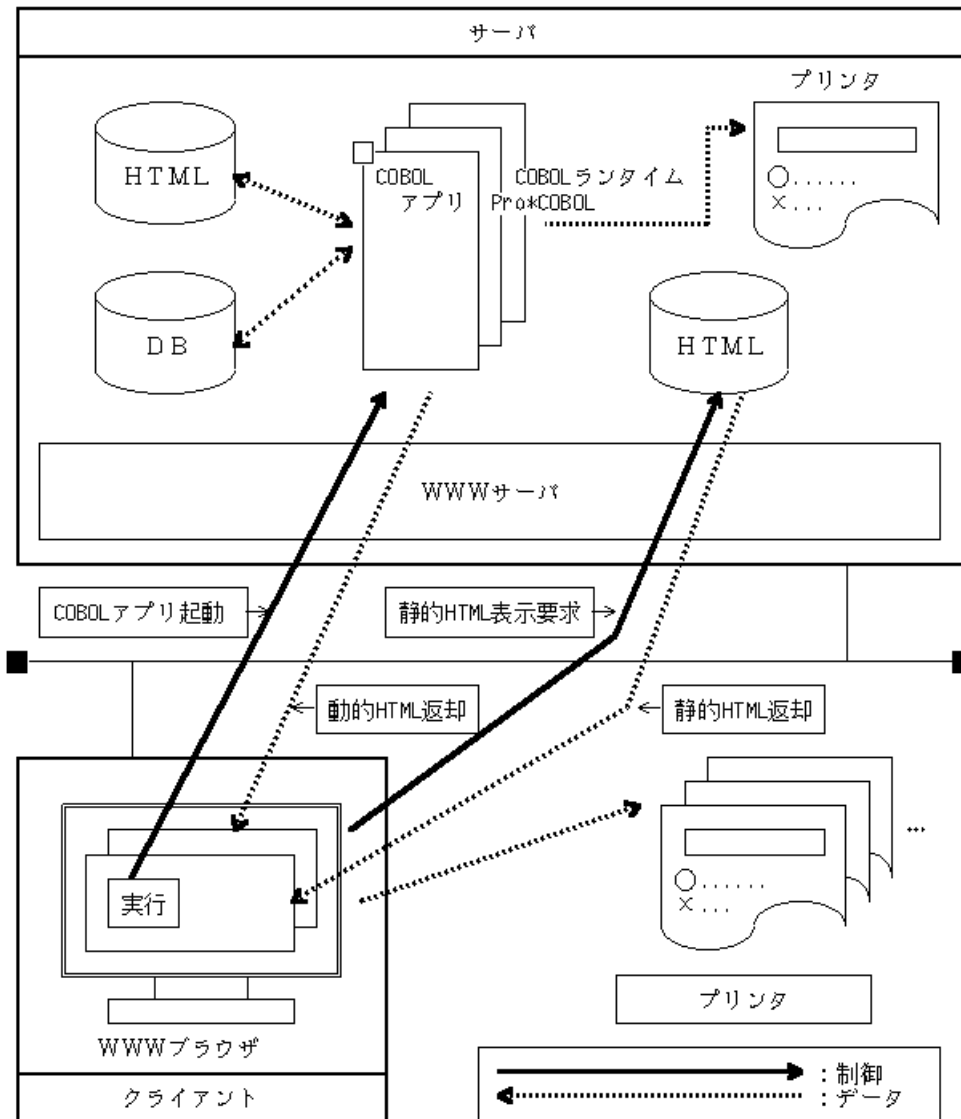 サーバ
プリンタ
HTML
COBOL
アプリ
COBOLランタイム
Pro*COBOL
○......
×...
DB
HTML
WWWサーバ
COBOLアプリ起動
静的HTML表示要求
動的HTML返却
静的HTML返却
...
○......
×...
実行
プリンタ
WWWブラウザ
クライアント
:制御
:データ